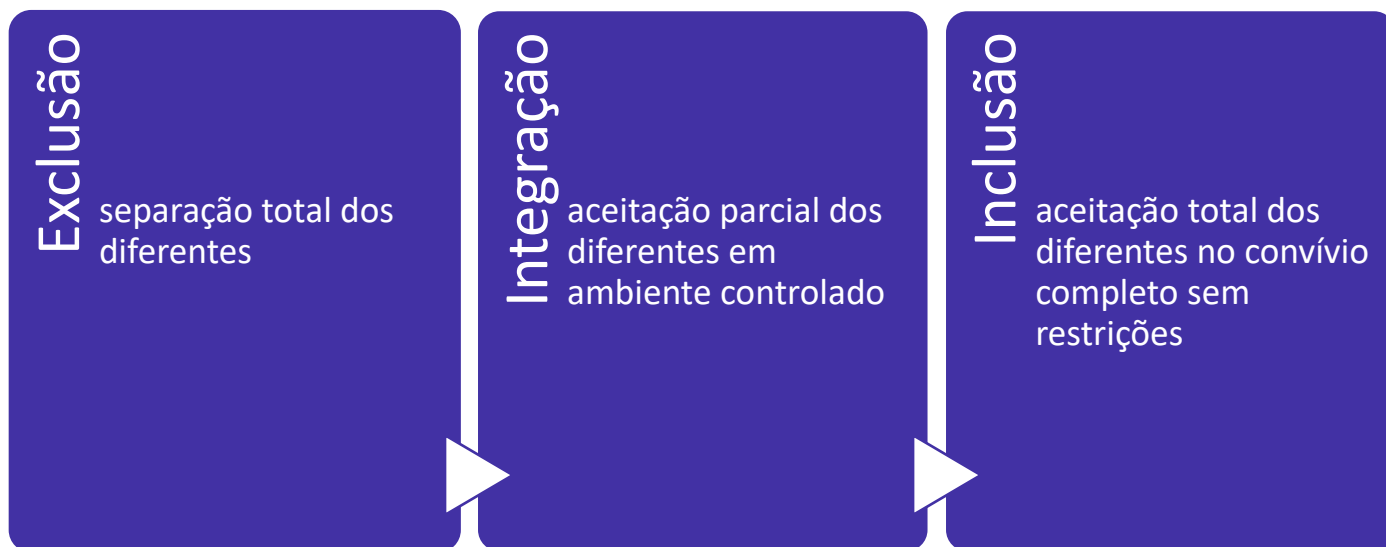 Exclusão
separação total dos
diferentes
Integração
aceitação parcial dos
diferentes em
ambiente controlado
Inclusão
aceitação total dos
diferentes no convívio
completo sem
restrições